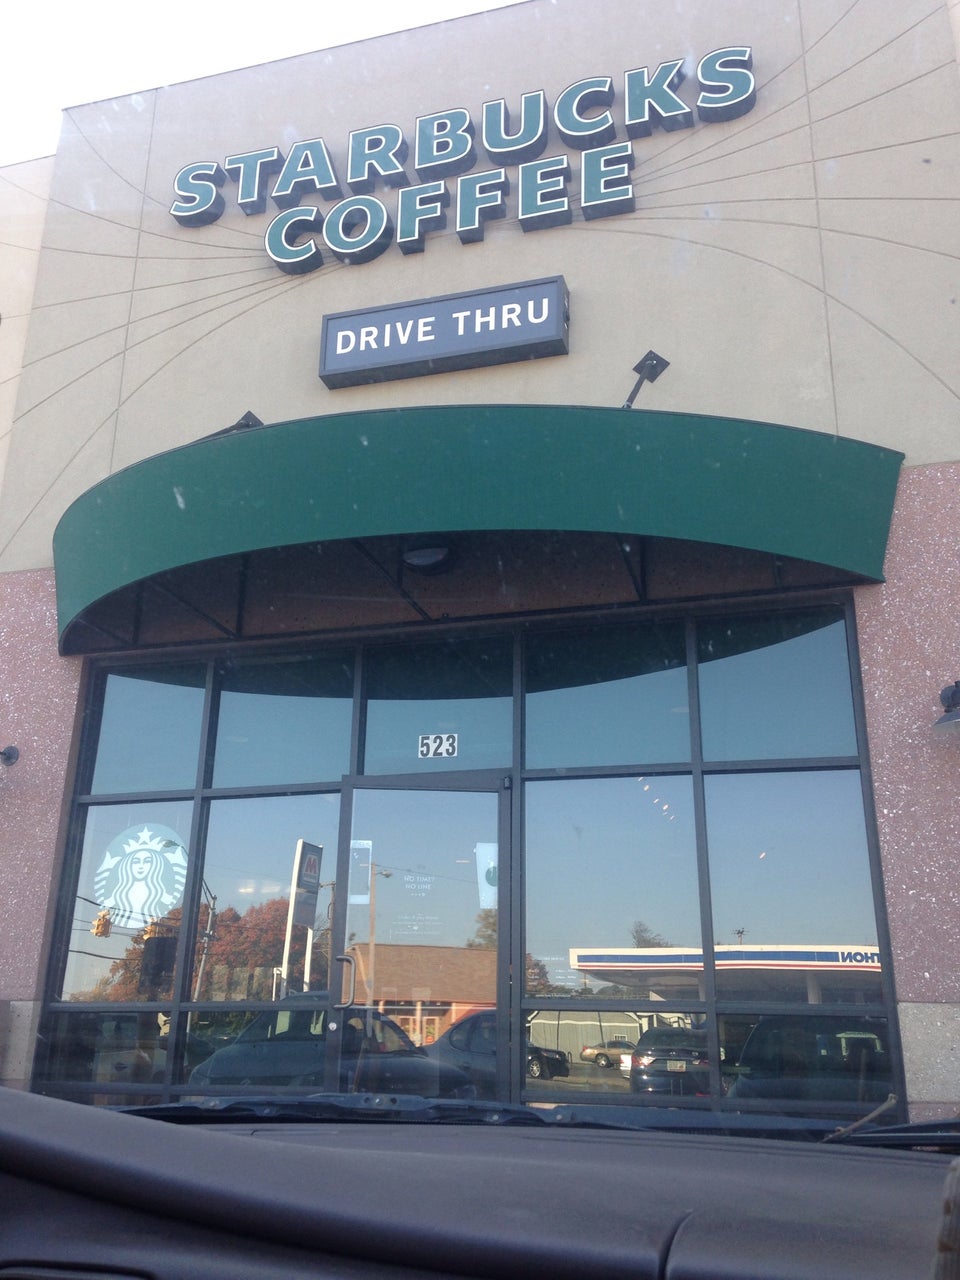 STARBUCKS
COFFEE
DRIVE THRU
523
NO TIME?
NO LINE